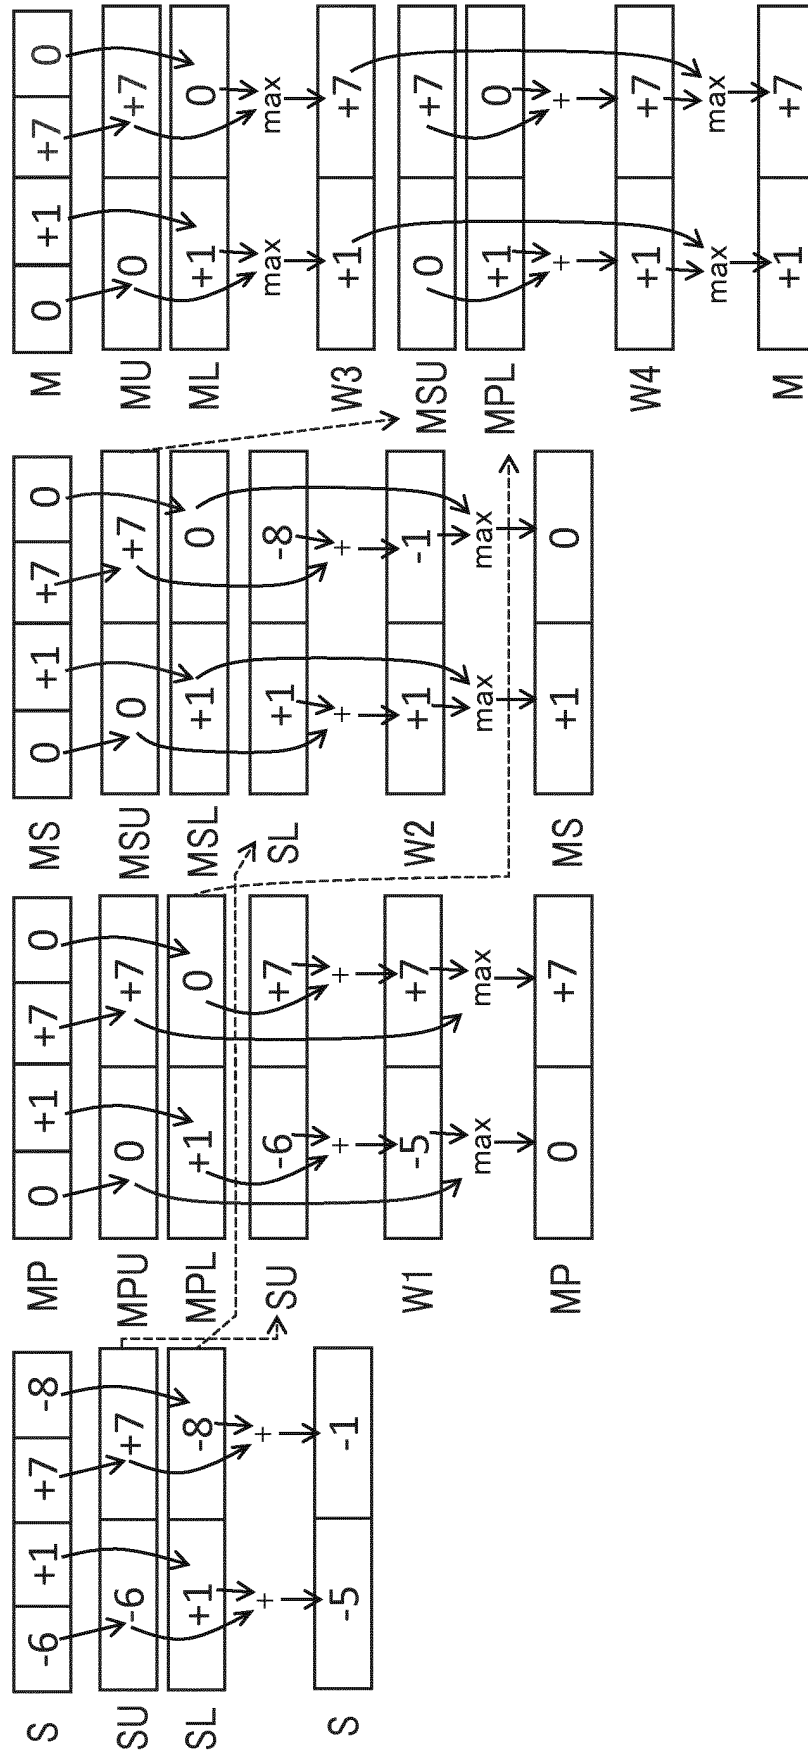 S -6 +1 +7 -8
SU -6 +7
SL +1 -8
+ +
S -5 -1
MP 0 +1 +7 0
MPU 0 +7
MPL +1 0
SU -6 +7
+ +
W1 -5 +7
max max
MP 0 +7
MS 0 +1 +7 0
MSU 0 +7
MSL +1 0
SL +1 -8
+ +
W2 +1 -1
max max
MS +1 0
M 0 +1 +7 0
MU 0 +7
ML +1 0
max max
W3 +1 +7
MSU 0 +7
MPL +1 0
+ +
W4 +1 +7
max max
M +1 +7